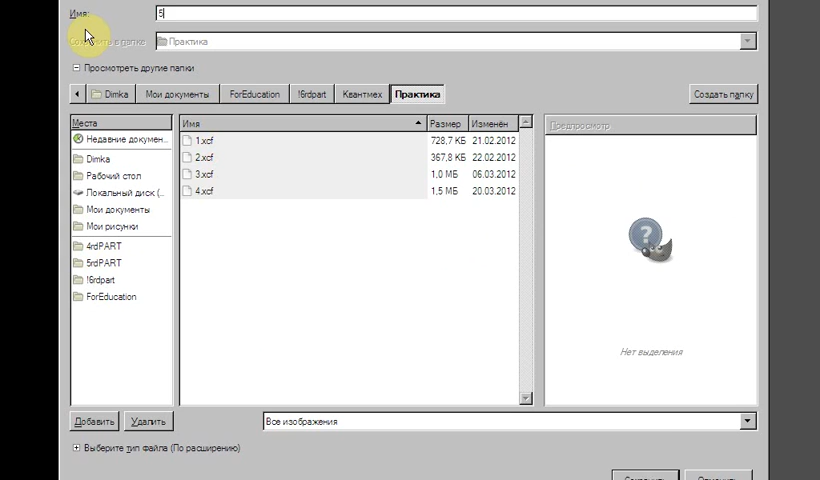 Имя: 5
Сохранить в папке: Практика
Просмотреть другие папки
Dimka Мои документы ForEducation !6rdpart Квантмех Практика Создать папку
Места Имя Размер Изменён Предпросмотр
Недавние докумен... 1.xcf 728,7 КБ 21.02.2012
Dimka 2.xcf 367,8 КБ 22.02.2012
Рабочий стол 3.xcf 1,0 МБ 06.03.2012
Локальный диск (... 4.xcf 1,5 МБ 20.03.2012
Мои документы
Мои рисунки
4rdPART
5rdPART
!6rdpart
ForEducation
Нет выделения
Добавить Удалить Все изображения
Выберите тип файла (По расширению)
Сохранить Отменить